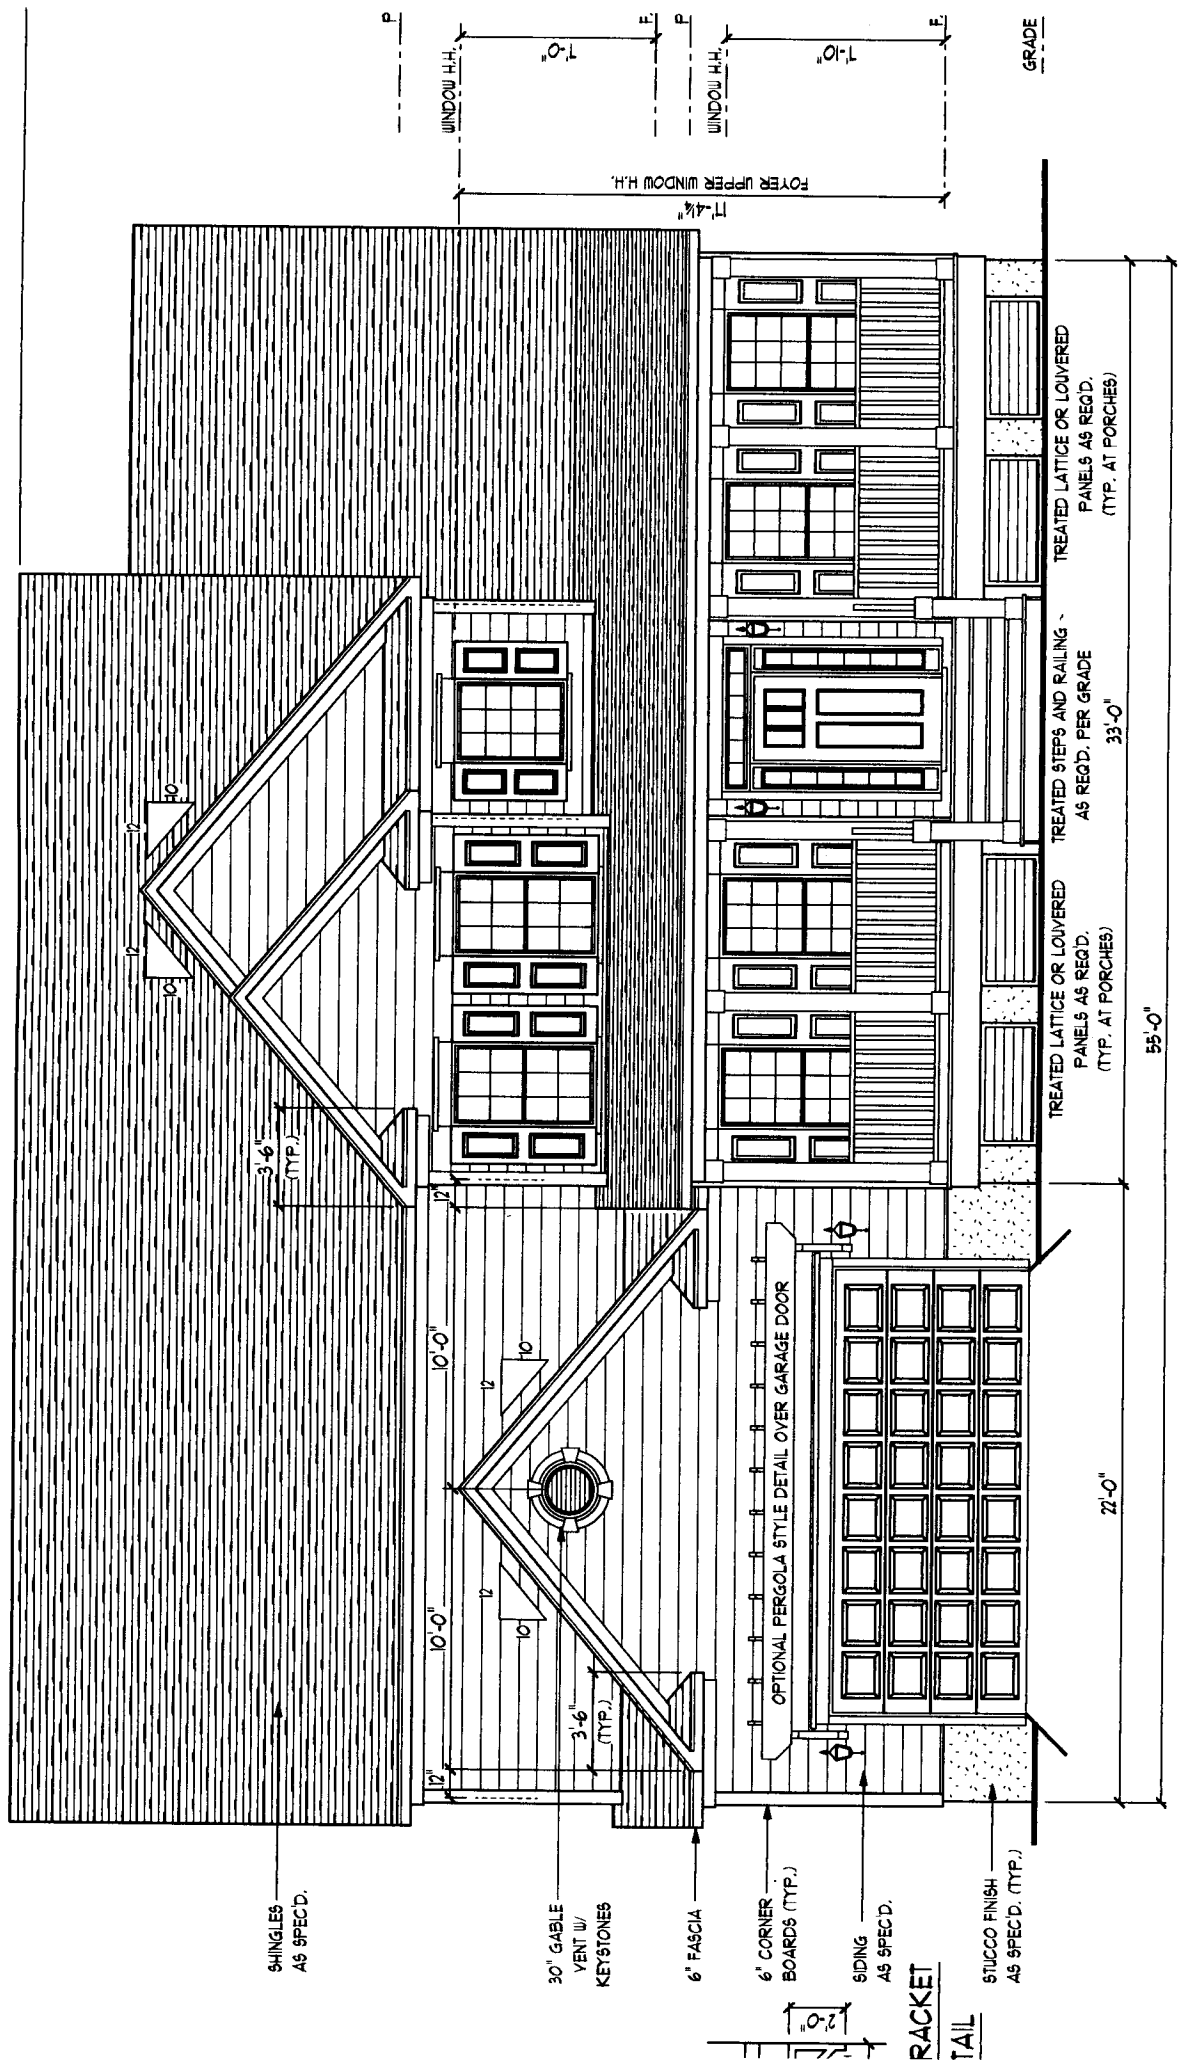 SHINGLES
AS SPEC'D.
30" GABLE
VENT W/
KEYSTONES
6" FASCIA
6" CORNER
BOARDS (TYP.)
SIDING
AS SPEC'D.
STUCCO FINISH
AS SPEC'D. (TYP.)
2'-0"
RACKET
TAIL
12"
10'-0"
10'-0"
12"
3'-6"
(TYP.)
3'-6"
(TYP.)
12
10
12
10
12
10
12
10
OPTIONAL PERGOLA STYLE DETAIL OVER GARAGE DOOR
TREATED LATTICE OR LOUVERED
PANELS AS REQ'D.
(TYP. AT PORCHES)
TREATED STEPS AND RAILING ~
AS REQ'D. PER GRADE
TREATED LATTICE OR LOUVERED
PANELS AS REQ'D.
(TYP. AT PORCHES)
22'-0"
33'-0"
55'-0"
17'-4¼"
FOYER UPPER WINDOW H.H.
P
WINDOW H.H.
7'-0"
F.
P
WINDOW H.H.
7'-10"
F.
GRADE